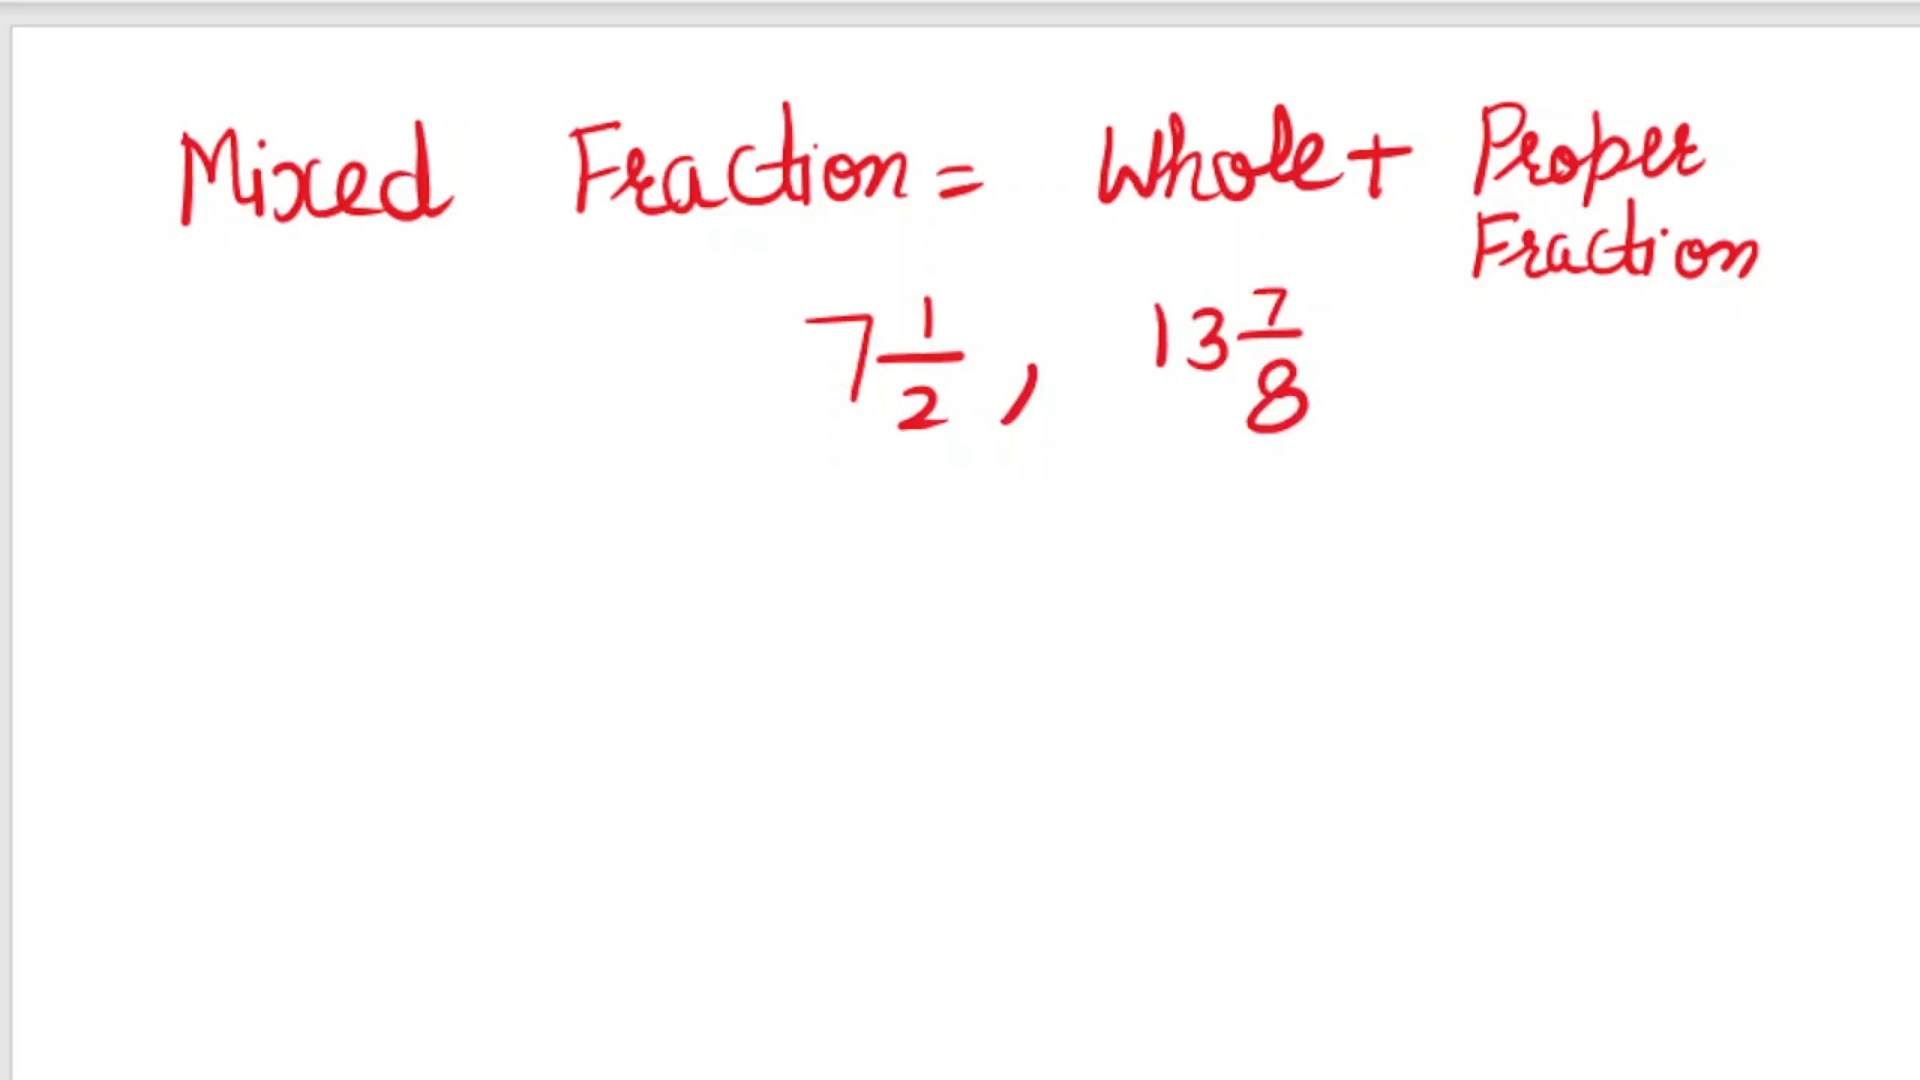 Mixed Fraction = Whole + Proper
Fraction
7 1/2 , 13 7/8